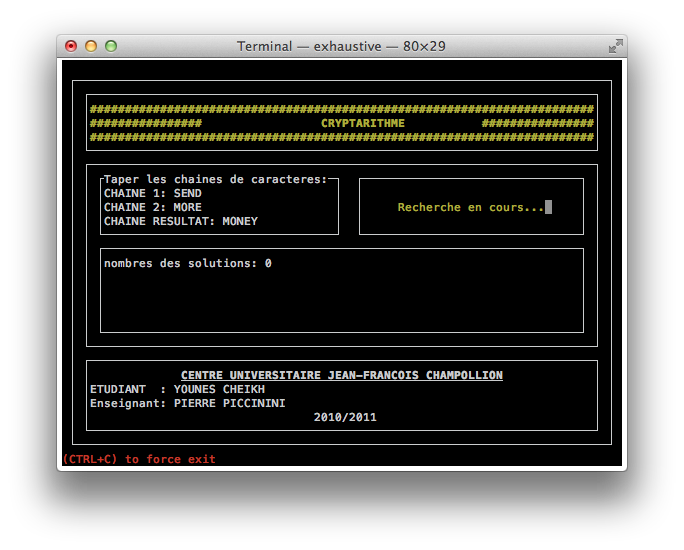 Terminal — exhaustive — 80×29
########################################################################
################ CRYPTARITHME ################
########################################################################
Taper les chaines de caracteres:
CHAINE 1: SEND
CHAINE 2: MORE
CHAINE RESULTAT: MONEY
Recherche en cours...
nombres des solutions: 0
CENTRE UNIVERSITAIRE JEAN–FRANCOIS CHAMPOLLION
ETUDIANT  : YOUNES CHEIKH
Enseignant: PIERRE PICCININI
2010/2011
(CTRL+C) to force exit